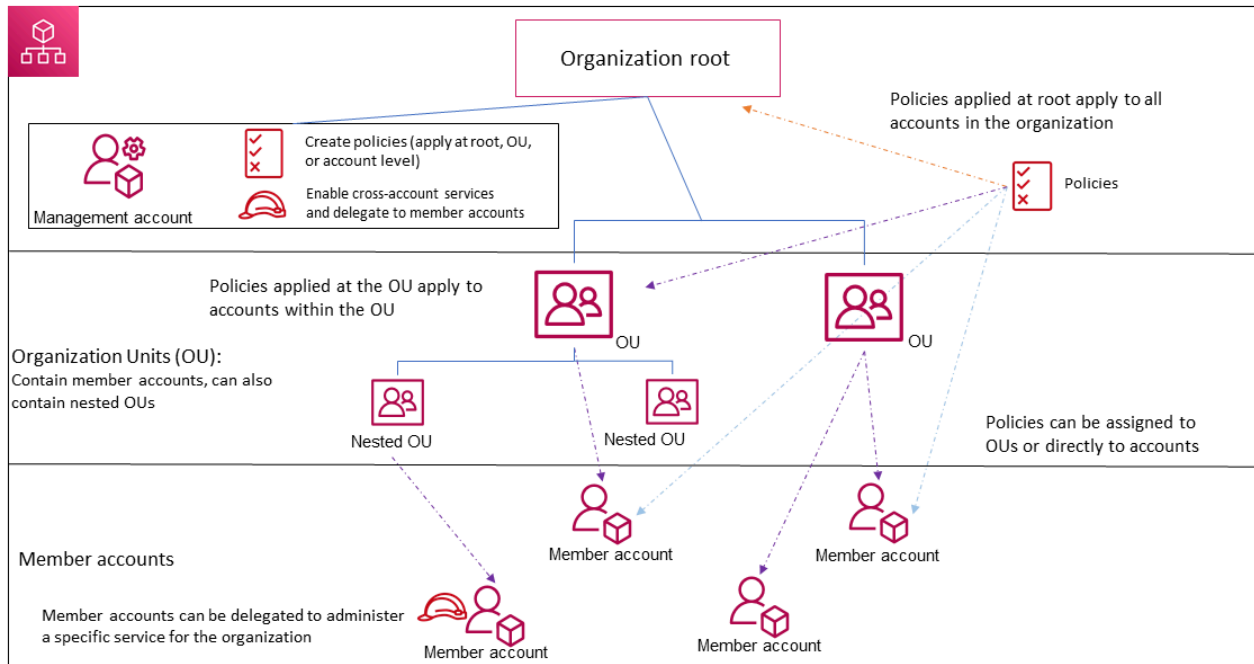 Organization root
Policies applied at root apply to all
accounts in the organization
Create policies (apply at root, OU,
or account level)
Enable cross-account services
and delegate to member accounts
Management account
Policies
Policies applied at the OU apply to
accounts within the OU
OU
OU
Organization Units (OU):
Contain member accounts, can also
contain nested OUs
Nested OU
Nested OU
Policies can be assigned to
OUs or directly to accounts
Member account
Member account
Member accounts
Member accounts can be delegated to administer
a specific service for the organization
Member account
Member account